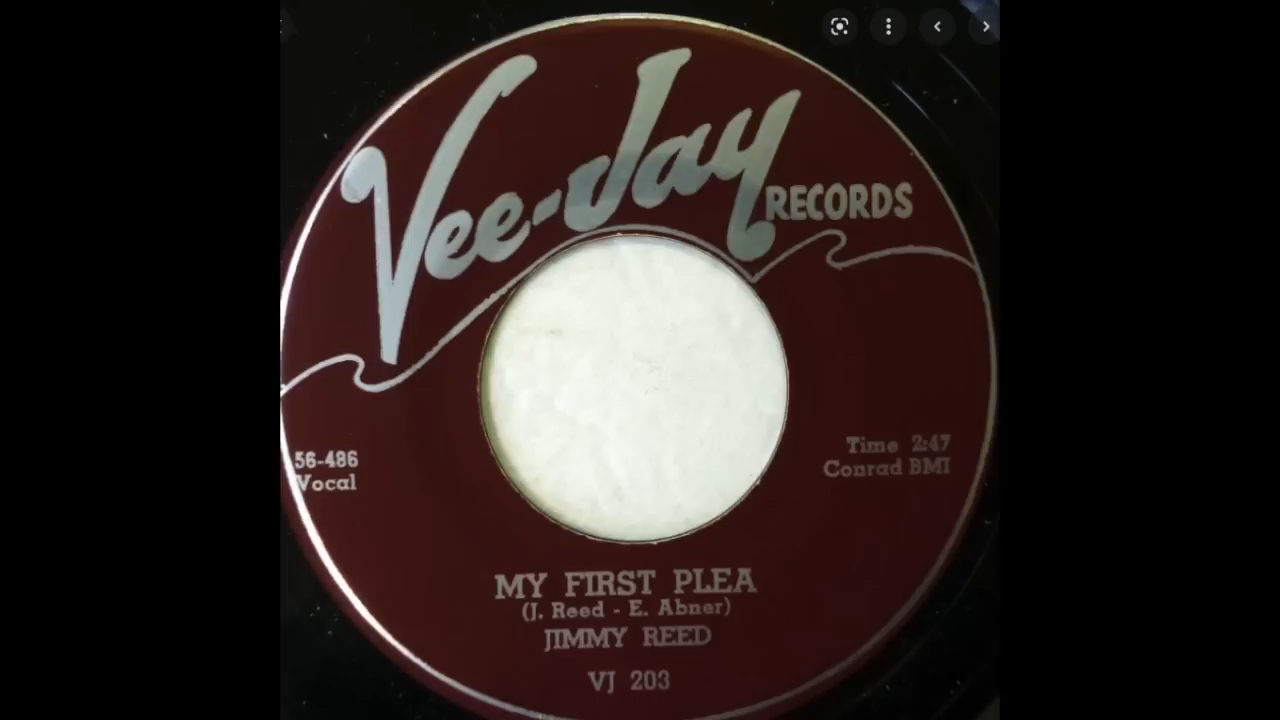 Vee-Jay
RECORDS
56-486
Vocal
Time 2:47
Conrad BMI
MY FIRST PLEA
(J. Reed - E. Abner)
JIMMY REED
VJ 203